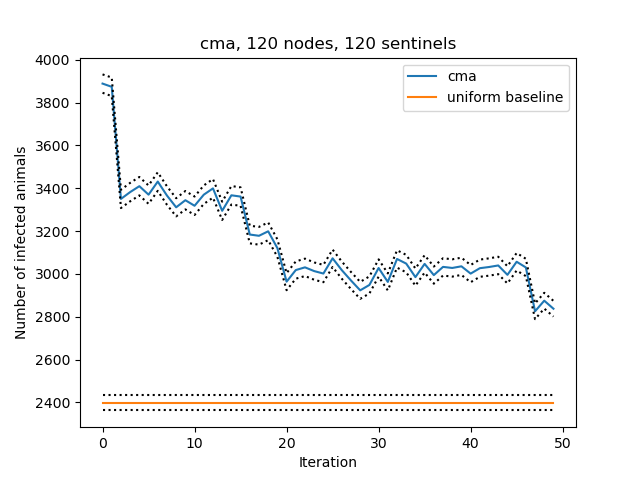 cma, 120 nodes, 120 sentinels
cma
uniform baseline
4000
3800
3600
3400
3200
3000
2800
2600
2400
Number of infected animals
0 10 20 30 40 50
Iteration